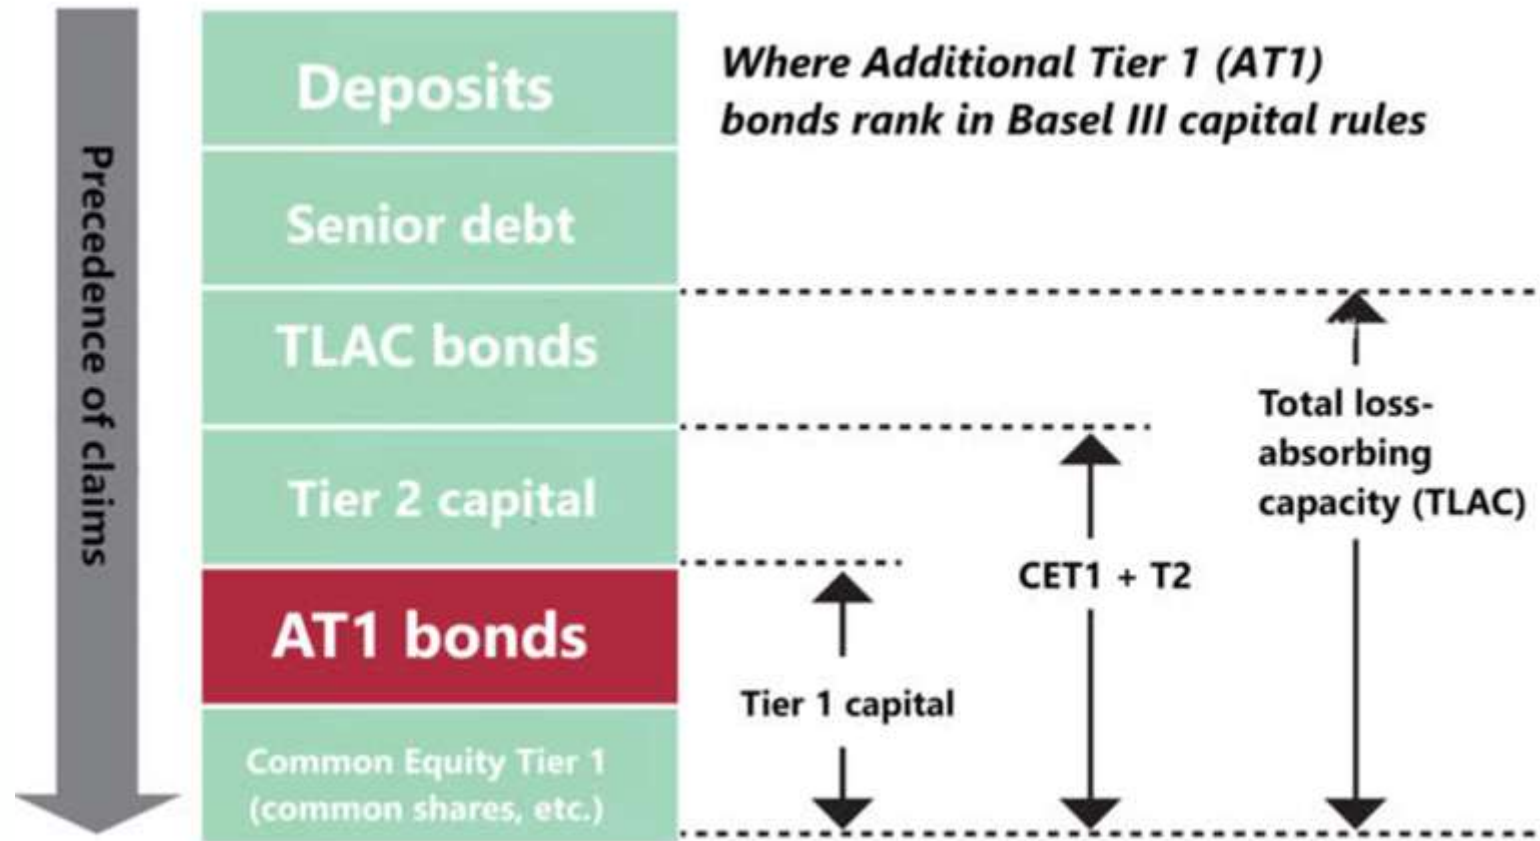 Where Additional Tier 1 (AT1)
bonds rank in Basel III capital rules
Precedence of claims
Deposits
Senior debt
TLAC bonds
Tier 2 capital
AT1 bonds
Common Equity Tier 1
(common shares, etc.)
Tier 1 capital
CET1 + T2
Total loss-
absorbing
capacity (TLAC)